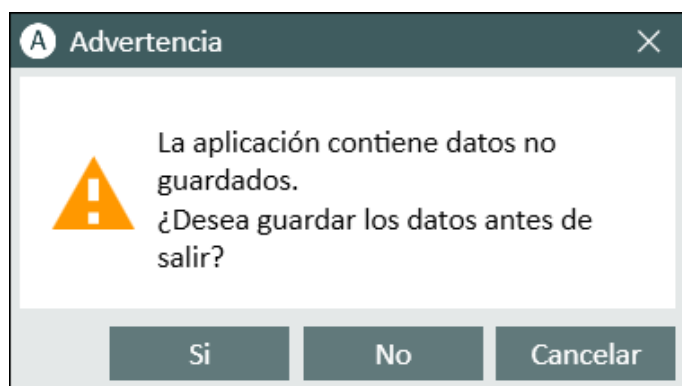 A Advertencia
La aplicación contiene datos no
guardados.
¿Desea guardar los datos antes de
salir?
Si No Cancelar